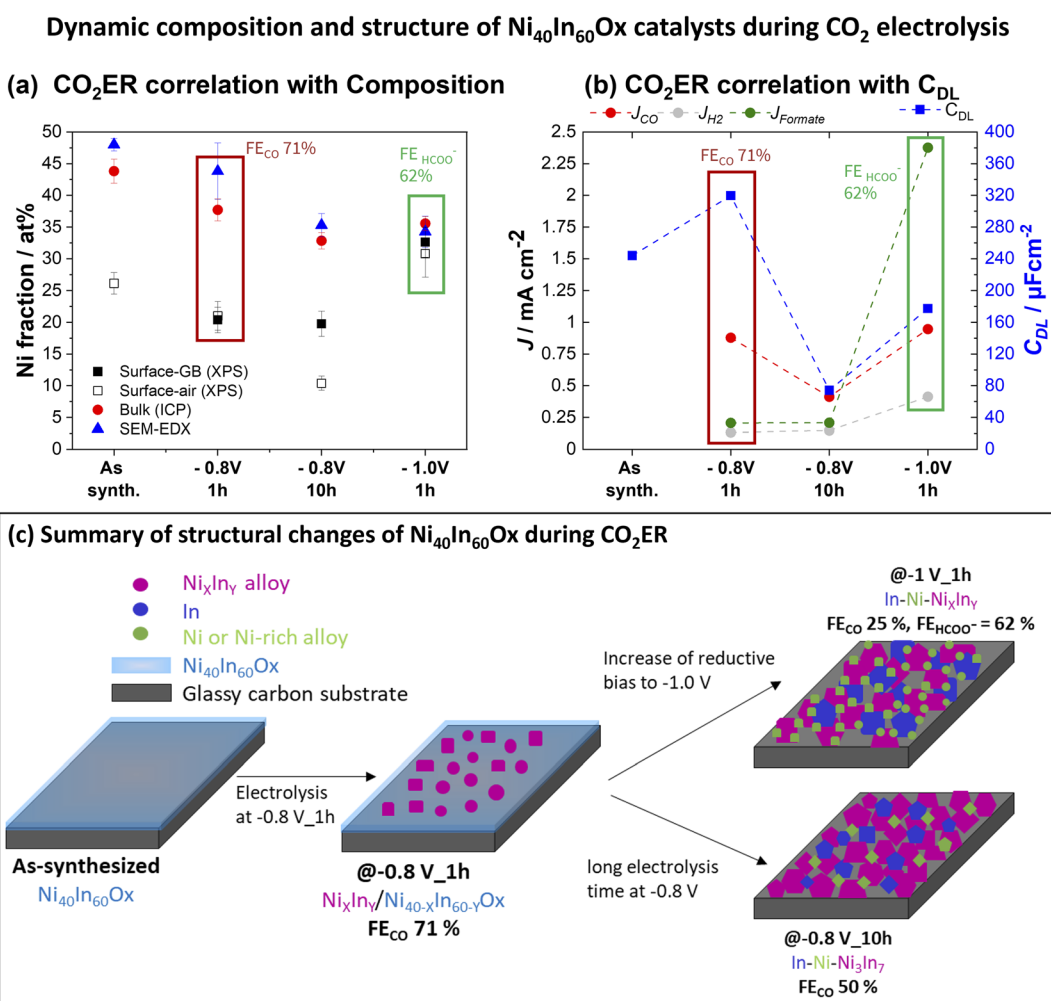 Dynamic composition and structure of Ni40In60Ox catalysts during CO2 electrolysis
(a) CO2ER correlation with Composition
50
45
40
35
30
25
20
15
10
5
0
Ni fraction / at%
FECO 71%
FE HCOO-
62%
Surface-GB (XPS)
Surface-air (XPS)
Bulk (ICP)
SEM-EDX
As
synth.
- 0.8V
1h
- 0.8V
10h
- 1.0V
1h
(b) CO2ER correlation with CDL
JCO
JH2
JFormate
CDL
2.5
2.25
2
1.75
1.5
1.25
1
0.75
0.5
0.25
0
J / mA cm-2
FECO 71%
FE HCOO-
62%
400
360
320
280
240
200
160
120
80
40
0
CDL / µFcm-2
As
synth.
- 0.8V
1h
- 0.8V
10h
- 1.0V
1h
(c) Summary of structural changes of Ni40In60Ox during CO2ER
NiXInY alloy
In
Ni or Ni-rich alloy
Ni40In60Ox
Glassy carbon substrate
As-synthesized
Ni40In60Ox
Electrolysis
at -0.8 V_1h
@-0.8 V_1h
NiXInY/Ni40-XIn60-YOx
FECO 71 %
Increase of reductive
bias to -1.0 V
@-1 V_1h
In-Ni-NiXInY
FECO 25 %, FEHCOO- = 62 %
long electrolysis
time at -0.8 V
@-0.8 V_10h
In-Ni-Ni3In7
FECO 50 %